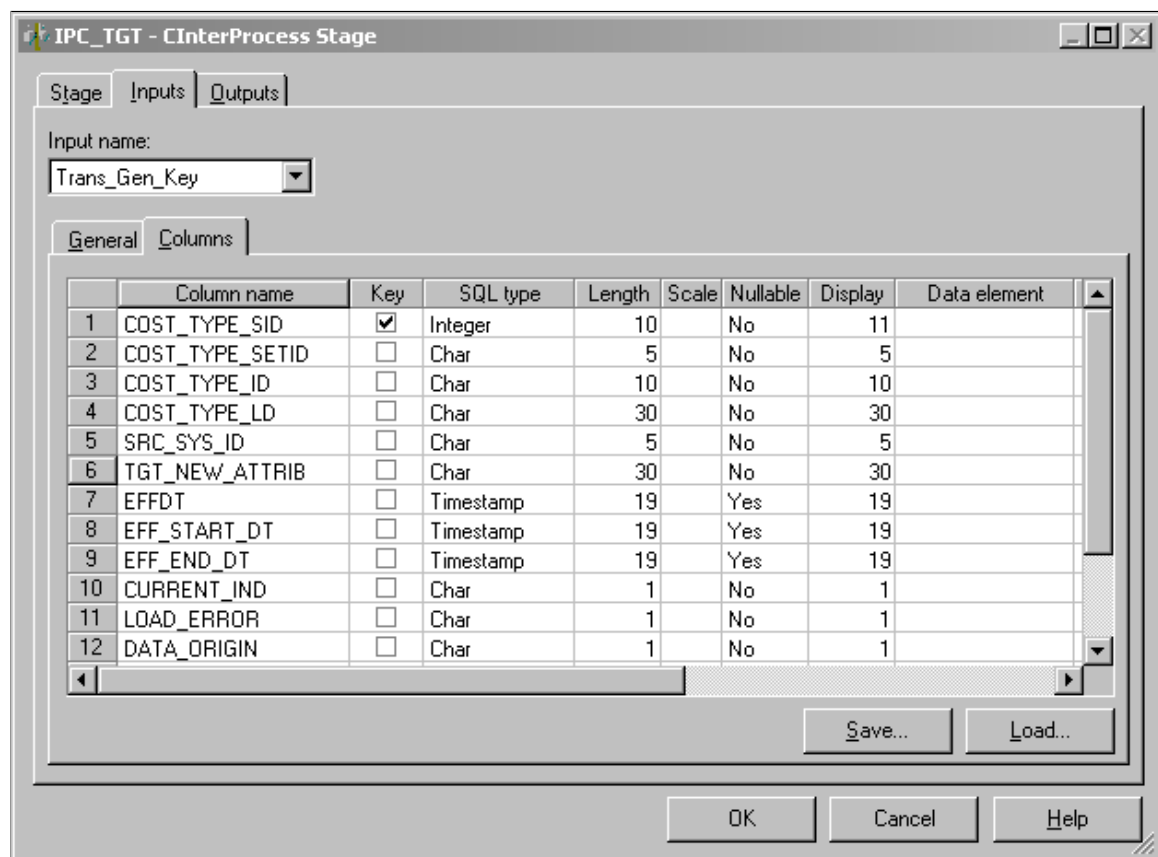 IPC_TGT - CInterProcess Stage
Stage Inputs Outputs
Input name:
Trans_Gen_Key
General Columns
Column name Key SQL type Length Scale Nullable Display Data element
1 COST_TYPE_SID Integer 10 No 11
2 COST_TYPE_SETID Char 5 No 5
3 COST_TYPE_ID Char 10 No 10
4 COST_TYPE_LD Char 30 No 30
5 SRC_SYS_ID Char 5 No 5
6 TGT_NEW_ATTRIB Char 30 No 30
7 EFFDT Timestamp 19 Yes 19
8 EFF_START_DT Timestamp 19 Yes 19
9 EFF_END_DT Timestamp 19 Yes 19
10 CURRENT_IND Char 1 No 1
11 LOAD_ERROR Char 1 No 1
12 DATA_ORIGIN Char 1 No 1
Save... Load...
OK Cancel Help